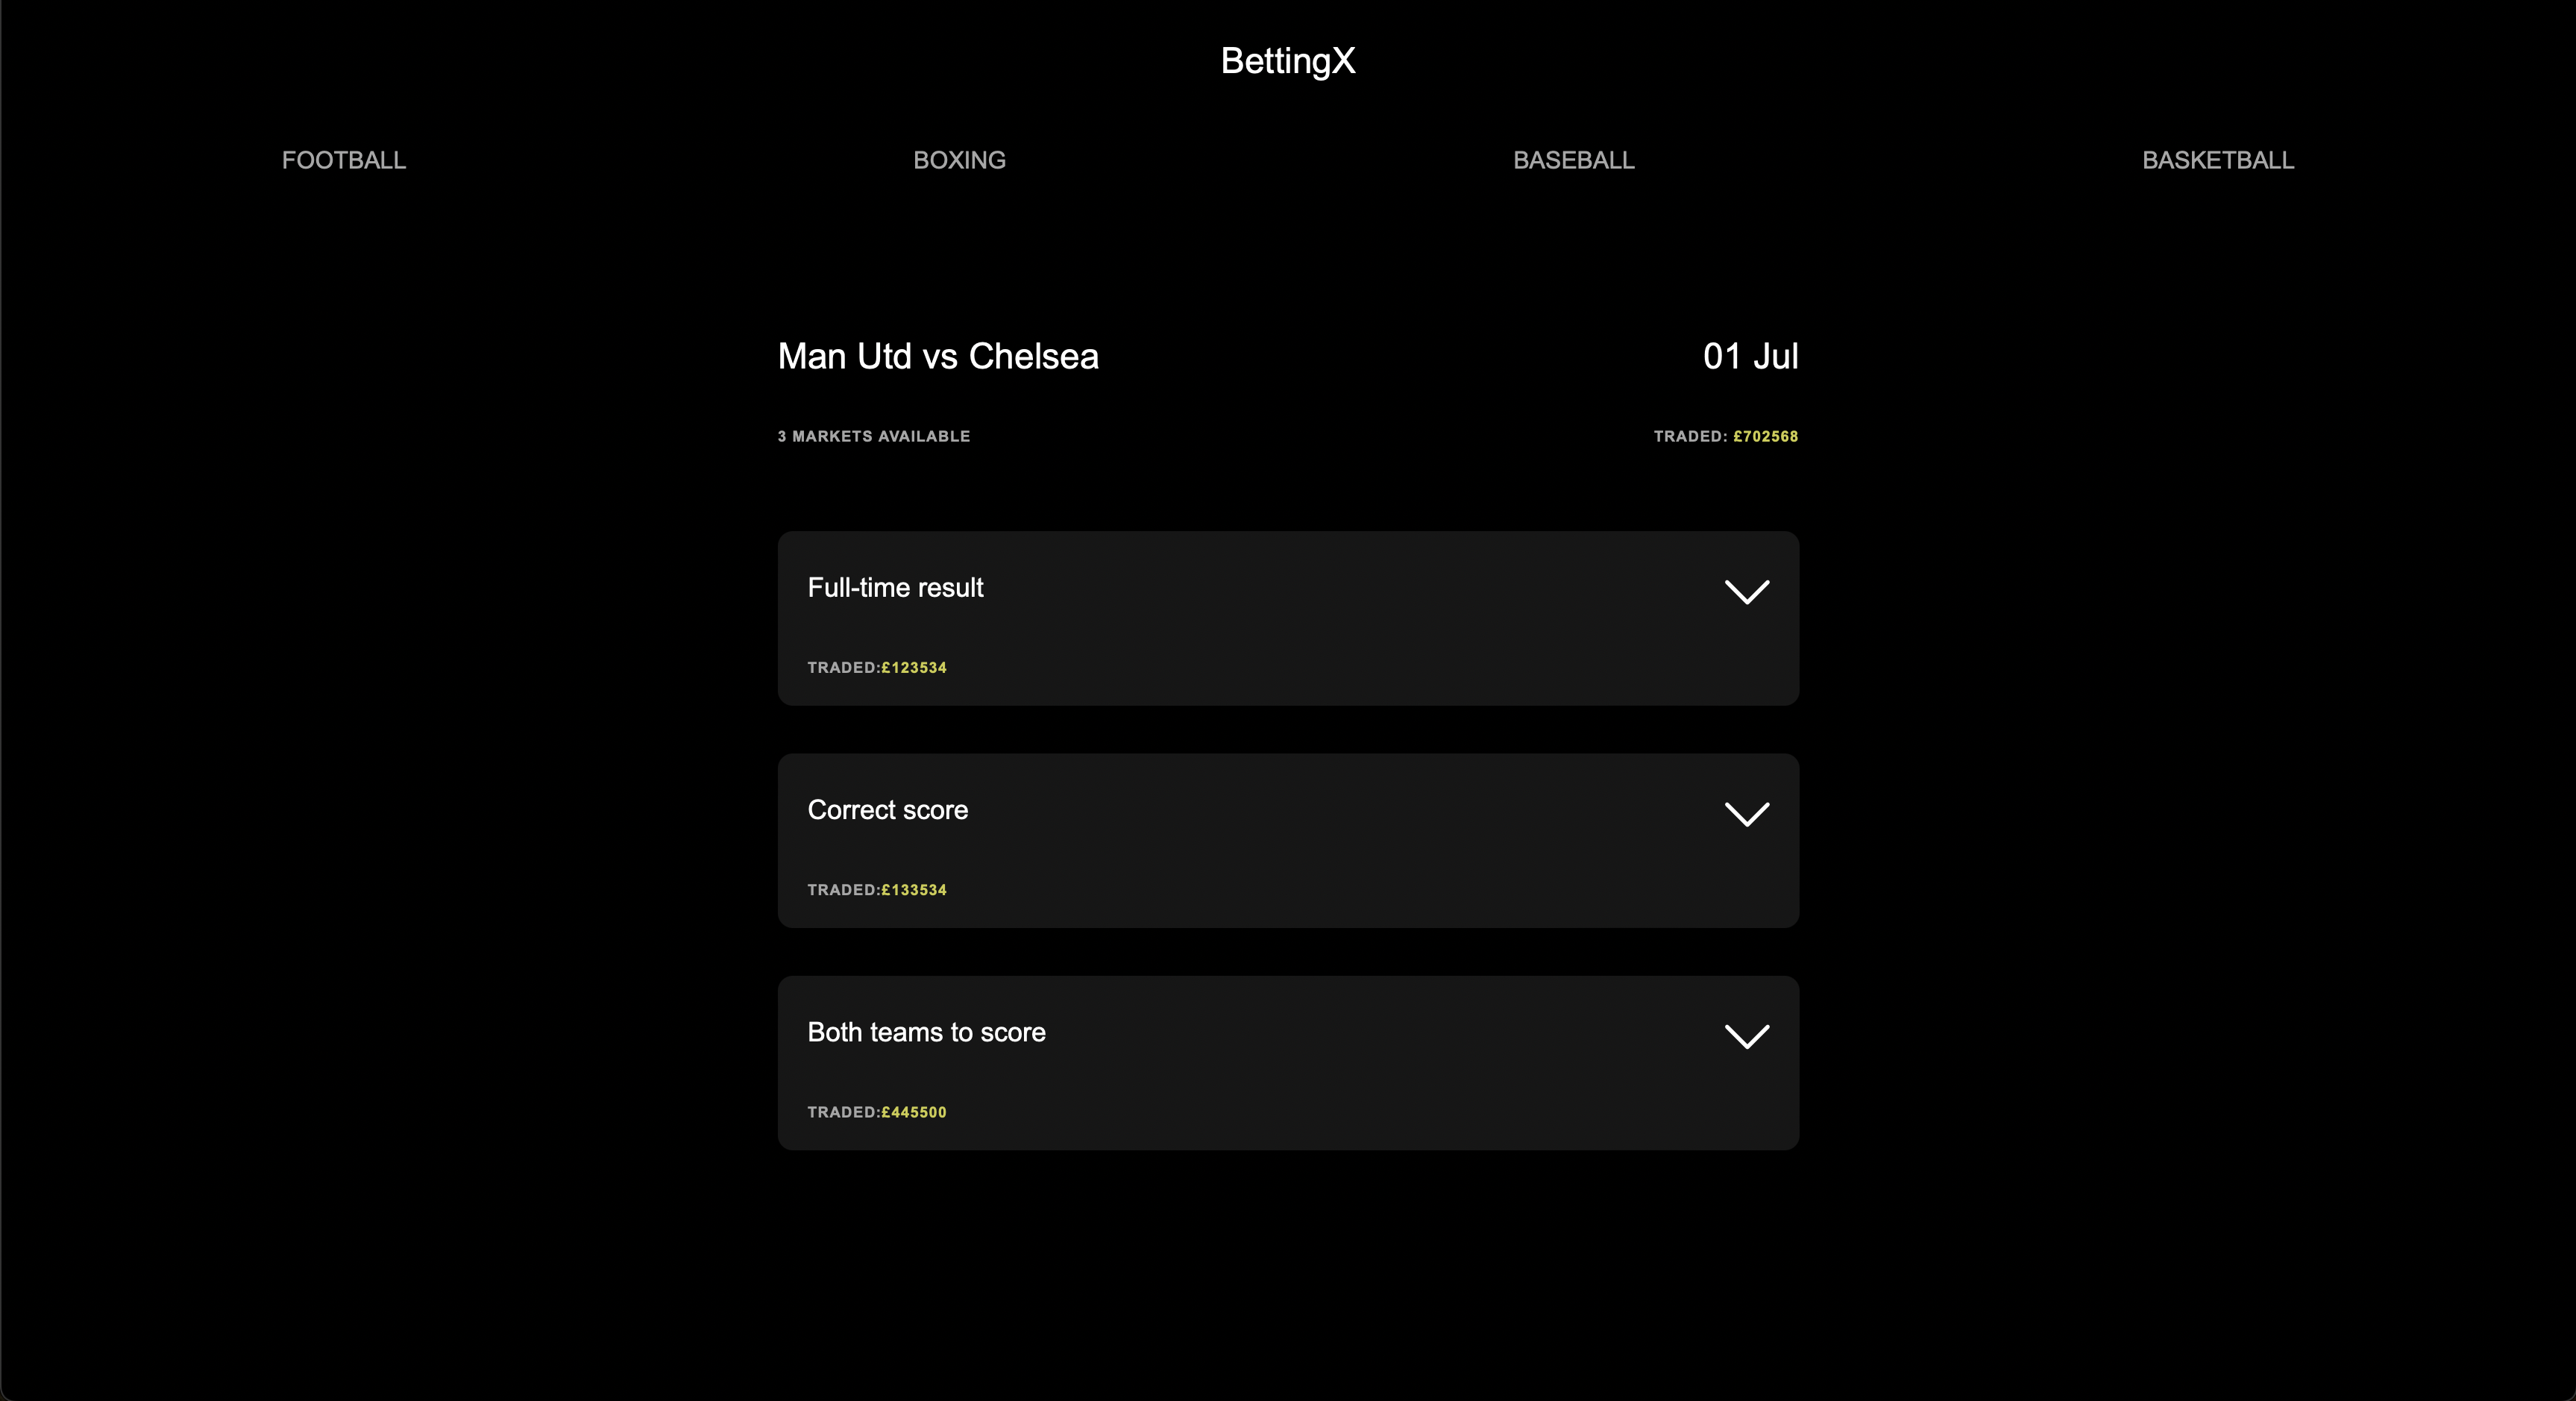 BettingX
FOOTBALL BOXING BASEBALL BASKETBALL
Man Utd vs Chelsea 01 Jul
3 MARKETS AVAILABLE TRADED: £702568
Full-time result
TRADED:£123534
Correct score
TRADED:£133534
Both teams to score
TRADED:£445500